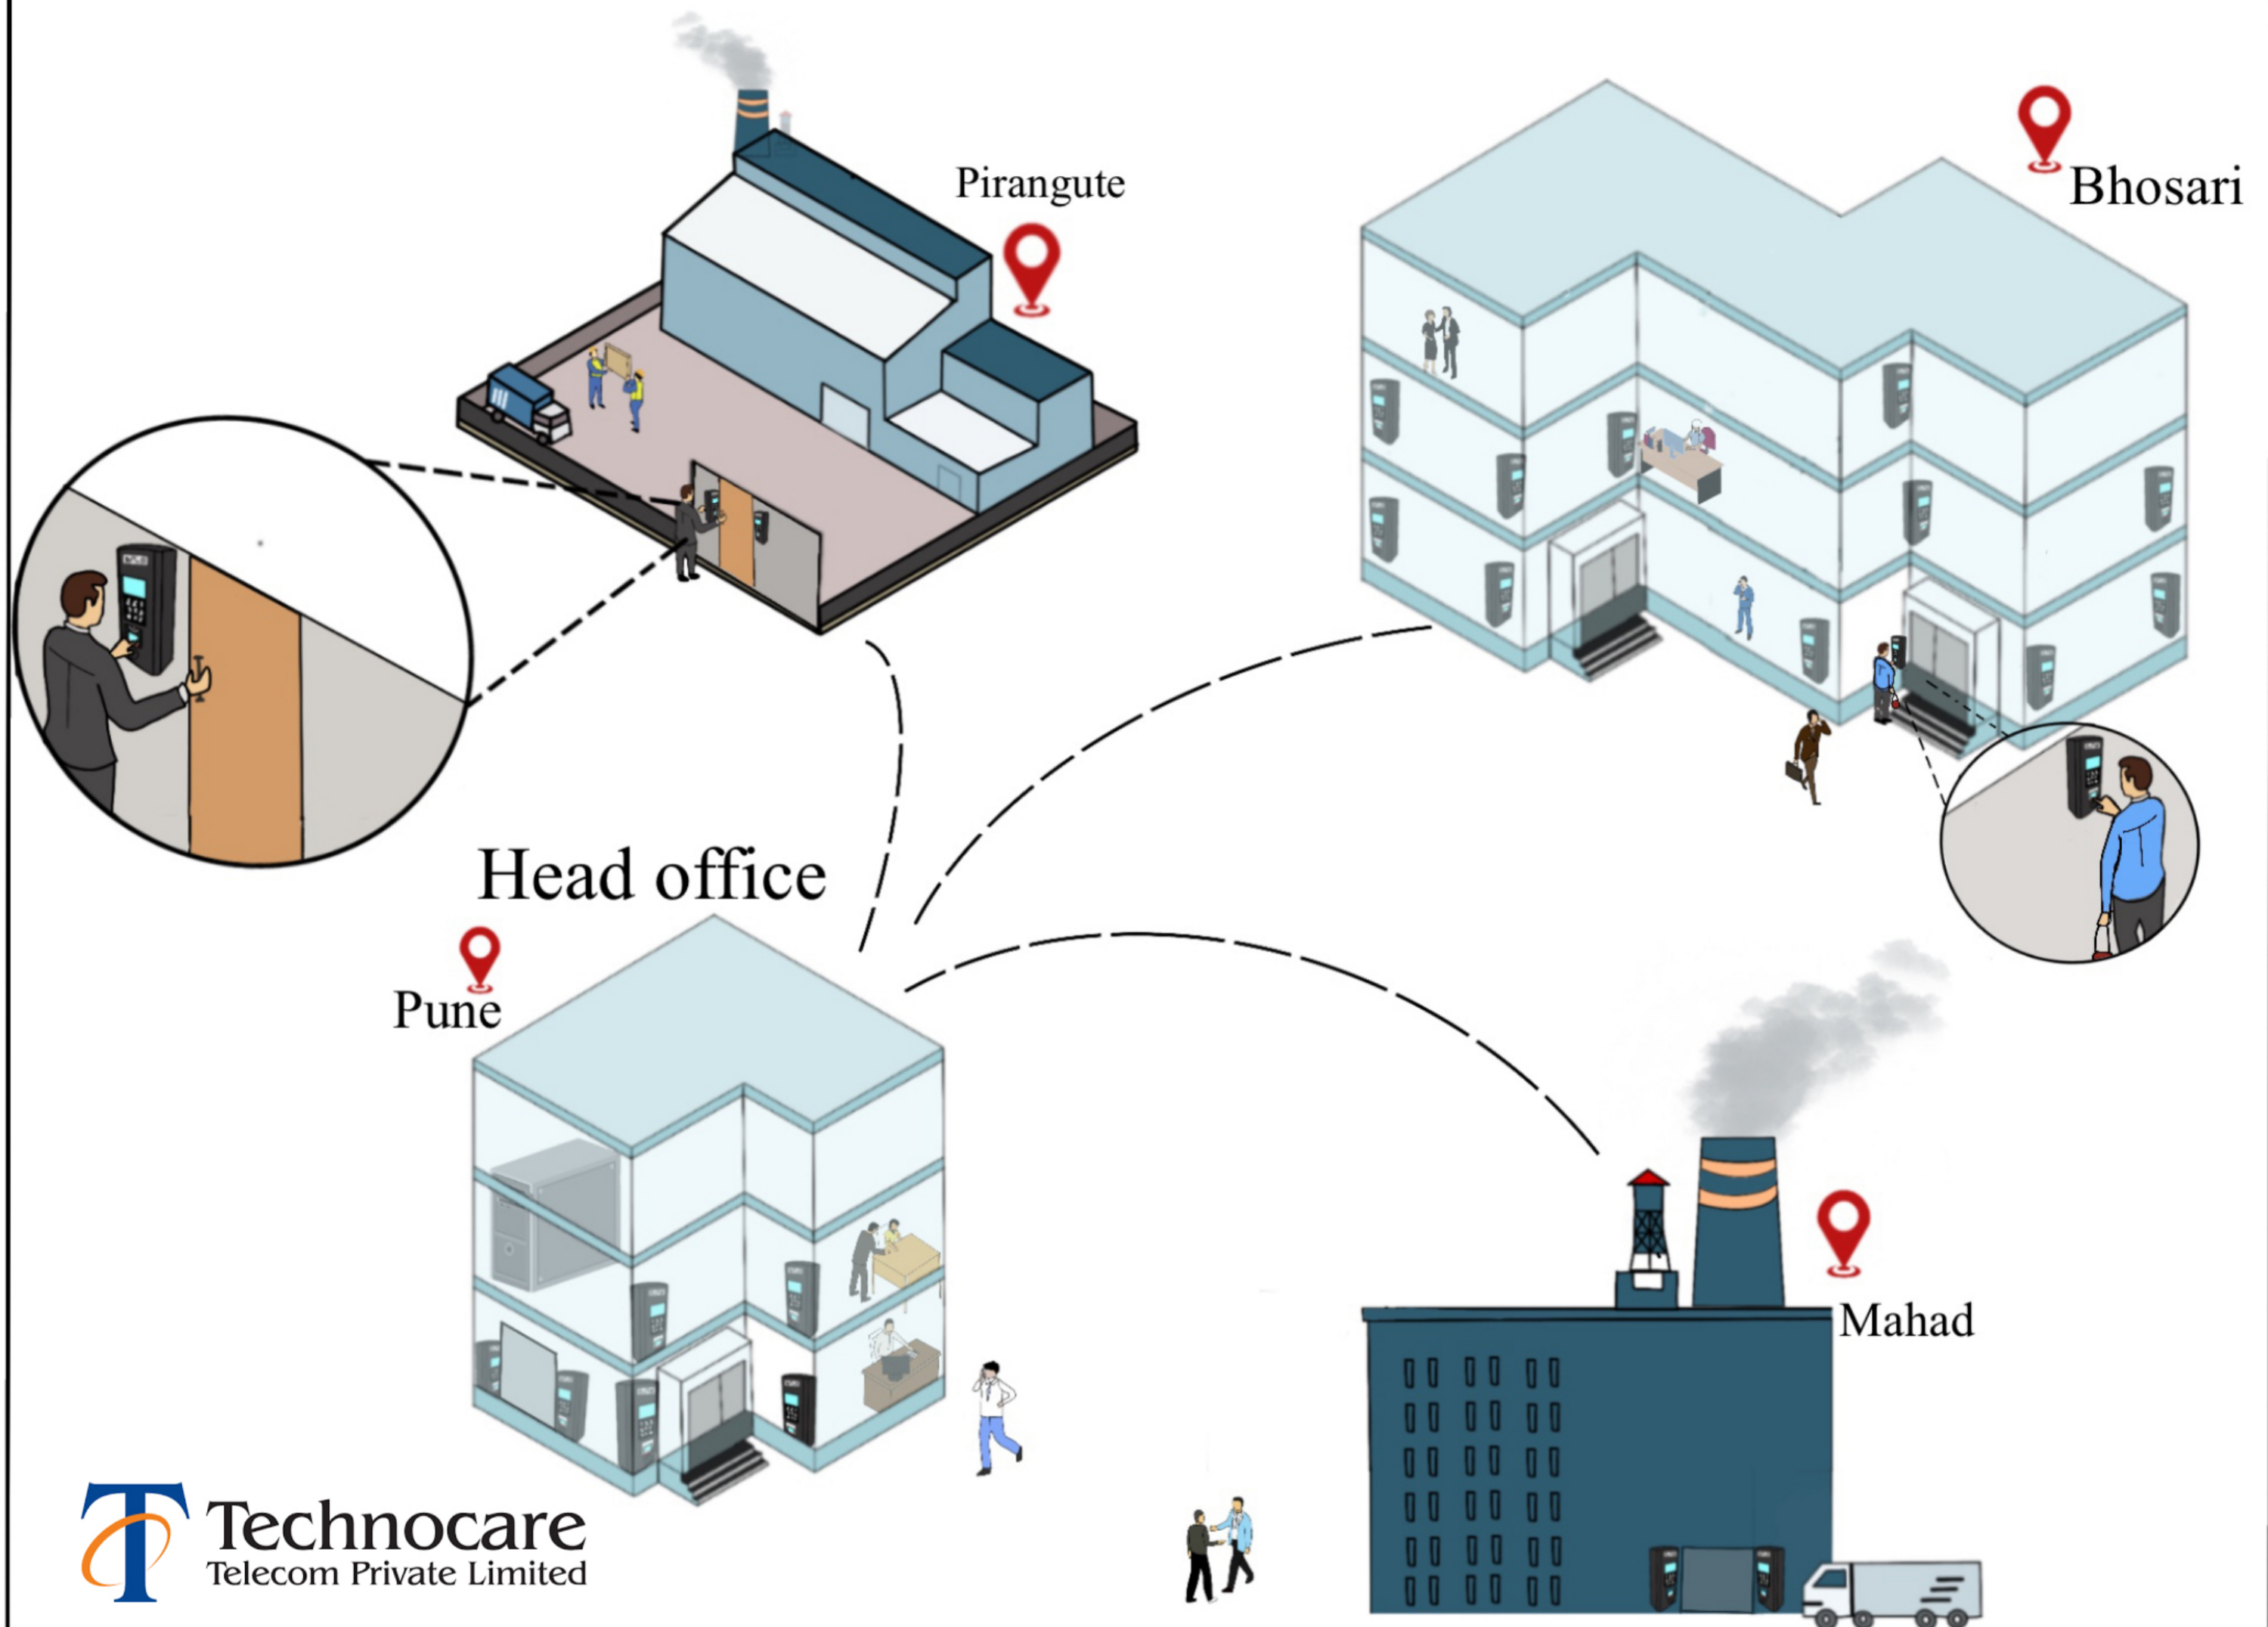 Pirangute
Bhosari
Head office
Pune
Mahad
Technocare
Telecom Private Limited